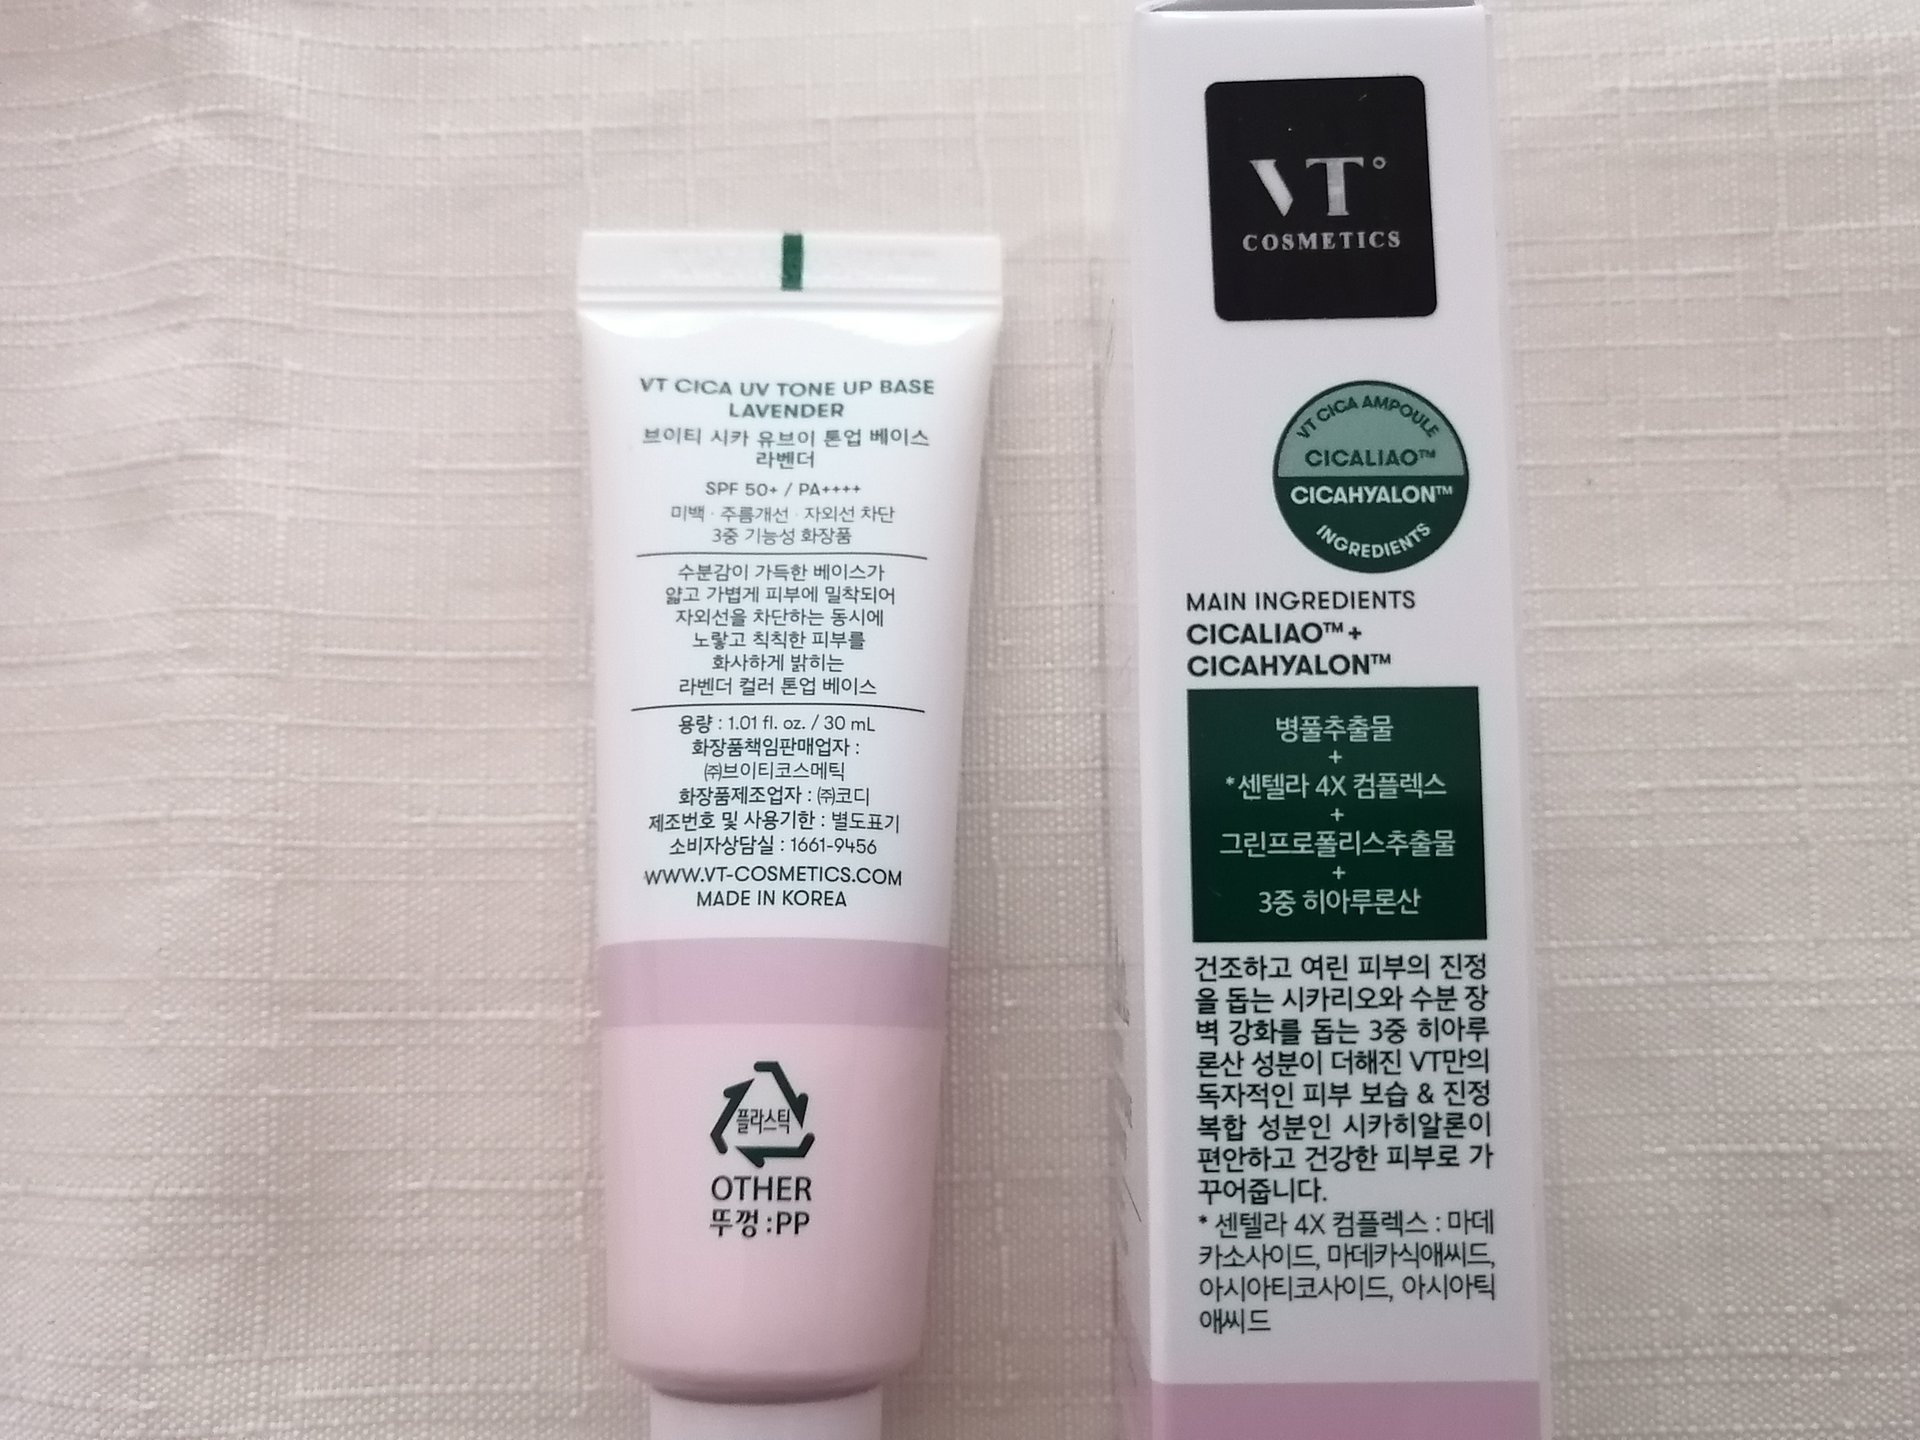 VT CICA UV TONE UP BASE
LAVENDER
브이티 시카 유브이 톤업 베이스
라벤더
SPF 50+ / PA++++
미백 · 주름개선 · 자외선 차단
3중 기능성 화장품
수분감이 가득한 베이스가
얇고 가볍게 피부에 밀착되어
자외선을 차단하는 동시에
노랗고 칙칙한 피부를
화사하게 밝히는
라벤더 컬러 톤업 베이스
용량 : 1.01 fl. oz. / 30 mL
화장품책임판매업자 :
㈜브이티코스메틱
화장품제조업자 : ㈜코디
제조번호 및 사용기한 : 별도표기
소비자상담실 : 1661-9456
WWW.VT-COSMETICS.COM
MADE IN KOREA
플라스틱
OTHER
뚜껑 : PP
VT°
COSMETICS
VT CICA AMPOULE
CICALIAO™
CICAHYALON™
INGREDIENTS
MAIN INGREDIENTS
CICALIAO™ +
CICAHYALON™
병풀추출물
+
*센텔라 4X 컴플렉스
+
그린프로폴리스추출물
+
3중 히아루론산
건조하고 여린 피부의 진정
을 돕는 시카리오와 수분 장
벽 강화를 돕는 3중 히아루
론산 성분이 더해진 VT만의
독자적인 피부 보습 & 진정
복합 성분인 시카히알론이
편안하고 건강한 피부로 가
꾸어줍니다.
* 센텔라 4X 컴플렉스 : 마데
카소사이드, 마데카식애씨드,
아시아티코사이드, 아시아틱
애씨드